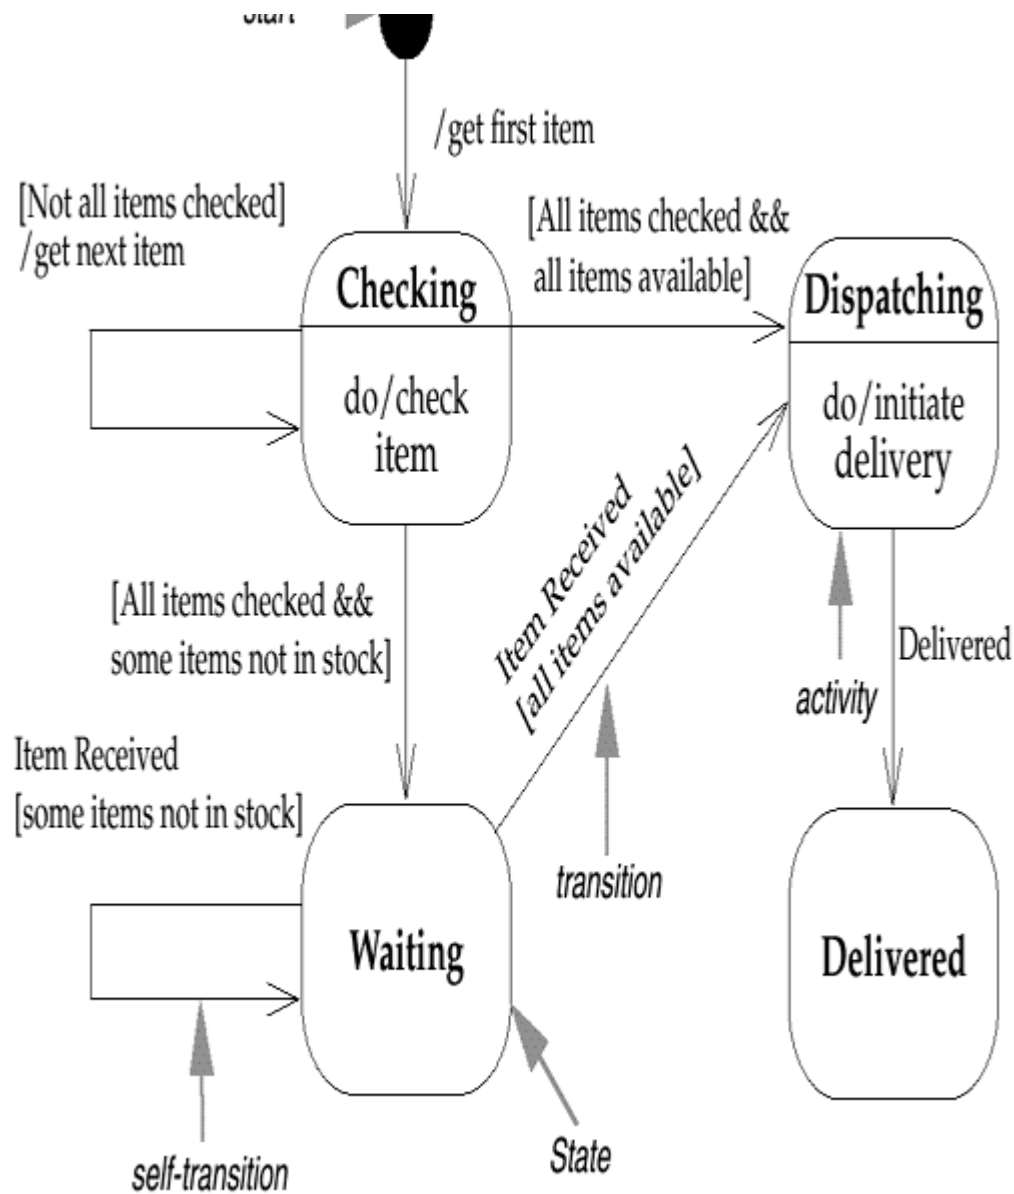 start
/get first item
[Not all items checked]
/get next item
[All items checked &&
all items available]
Checking
do/check
item
Dispatching
do/initiate
delivery
[All items checked &&
some items not in stock]
Item Received
[all items available]
activity
Delivered
Item Received
[some items not in stock]
transition
Waiting
Delivered
self-transition
State